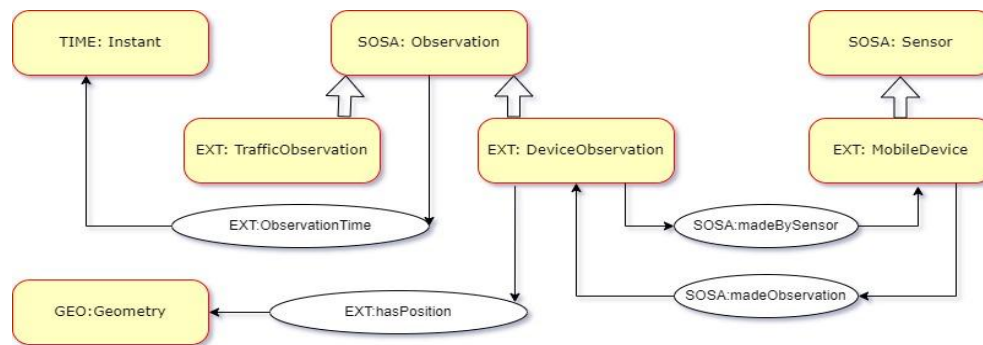 TIME: Instant
SOSA: Observation
SOSA: Sensor
EXT: TrafficObservation
EXT: DeviceObservation
EXT: MobileDevice
EXT:ObservationTime
SOSA:madeBySensor
SOSA:madeObservation
GEO:Geometry
EXT:hasPosition